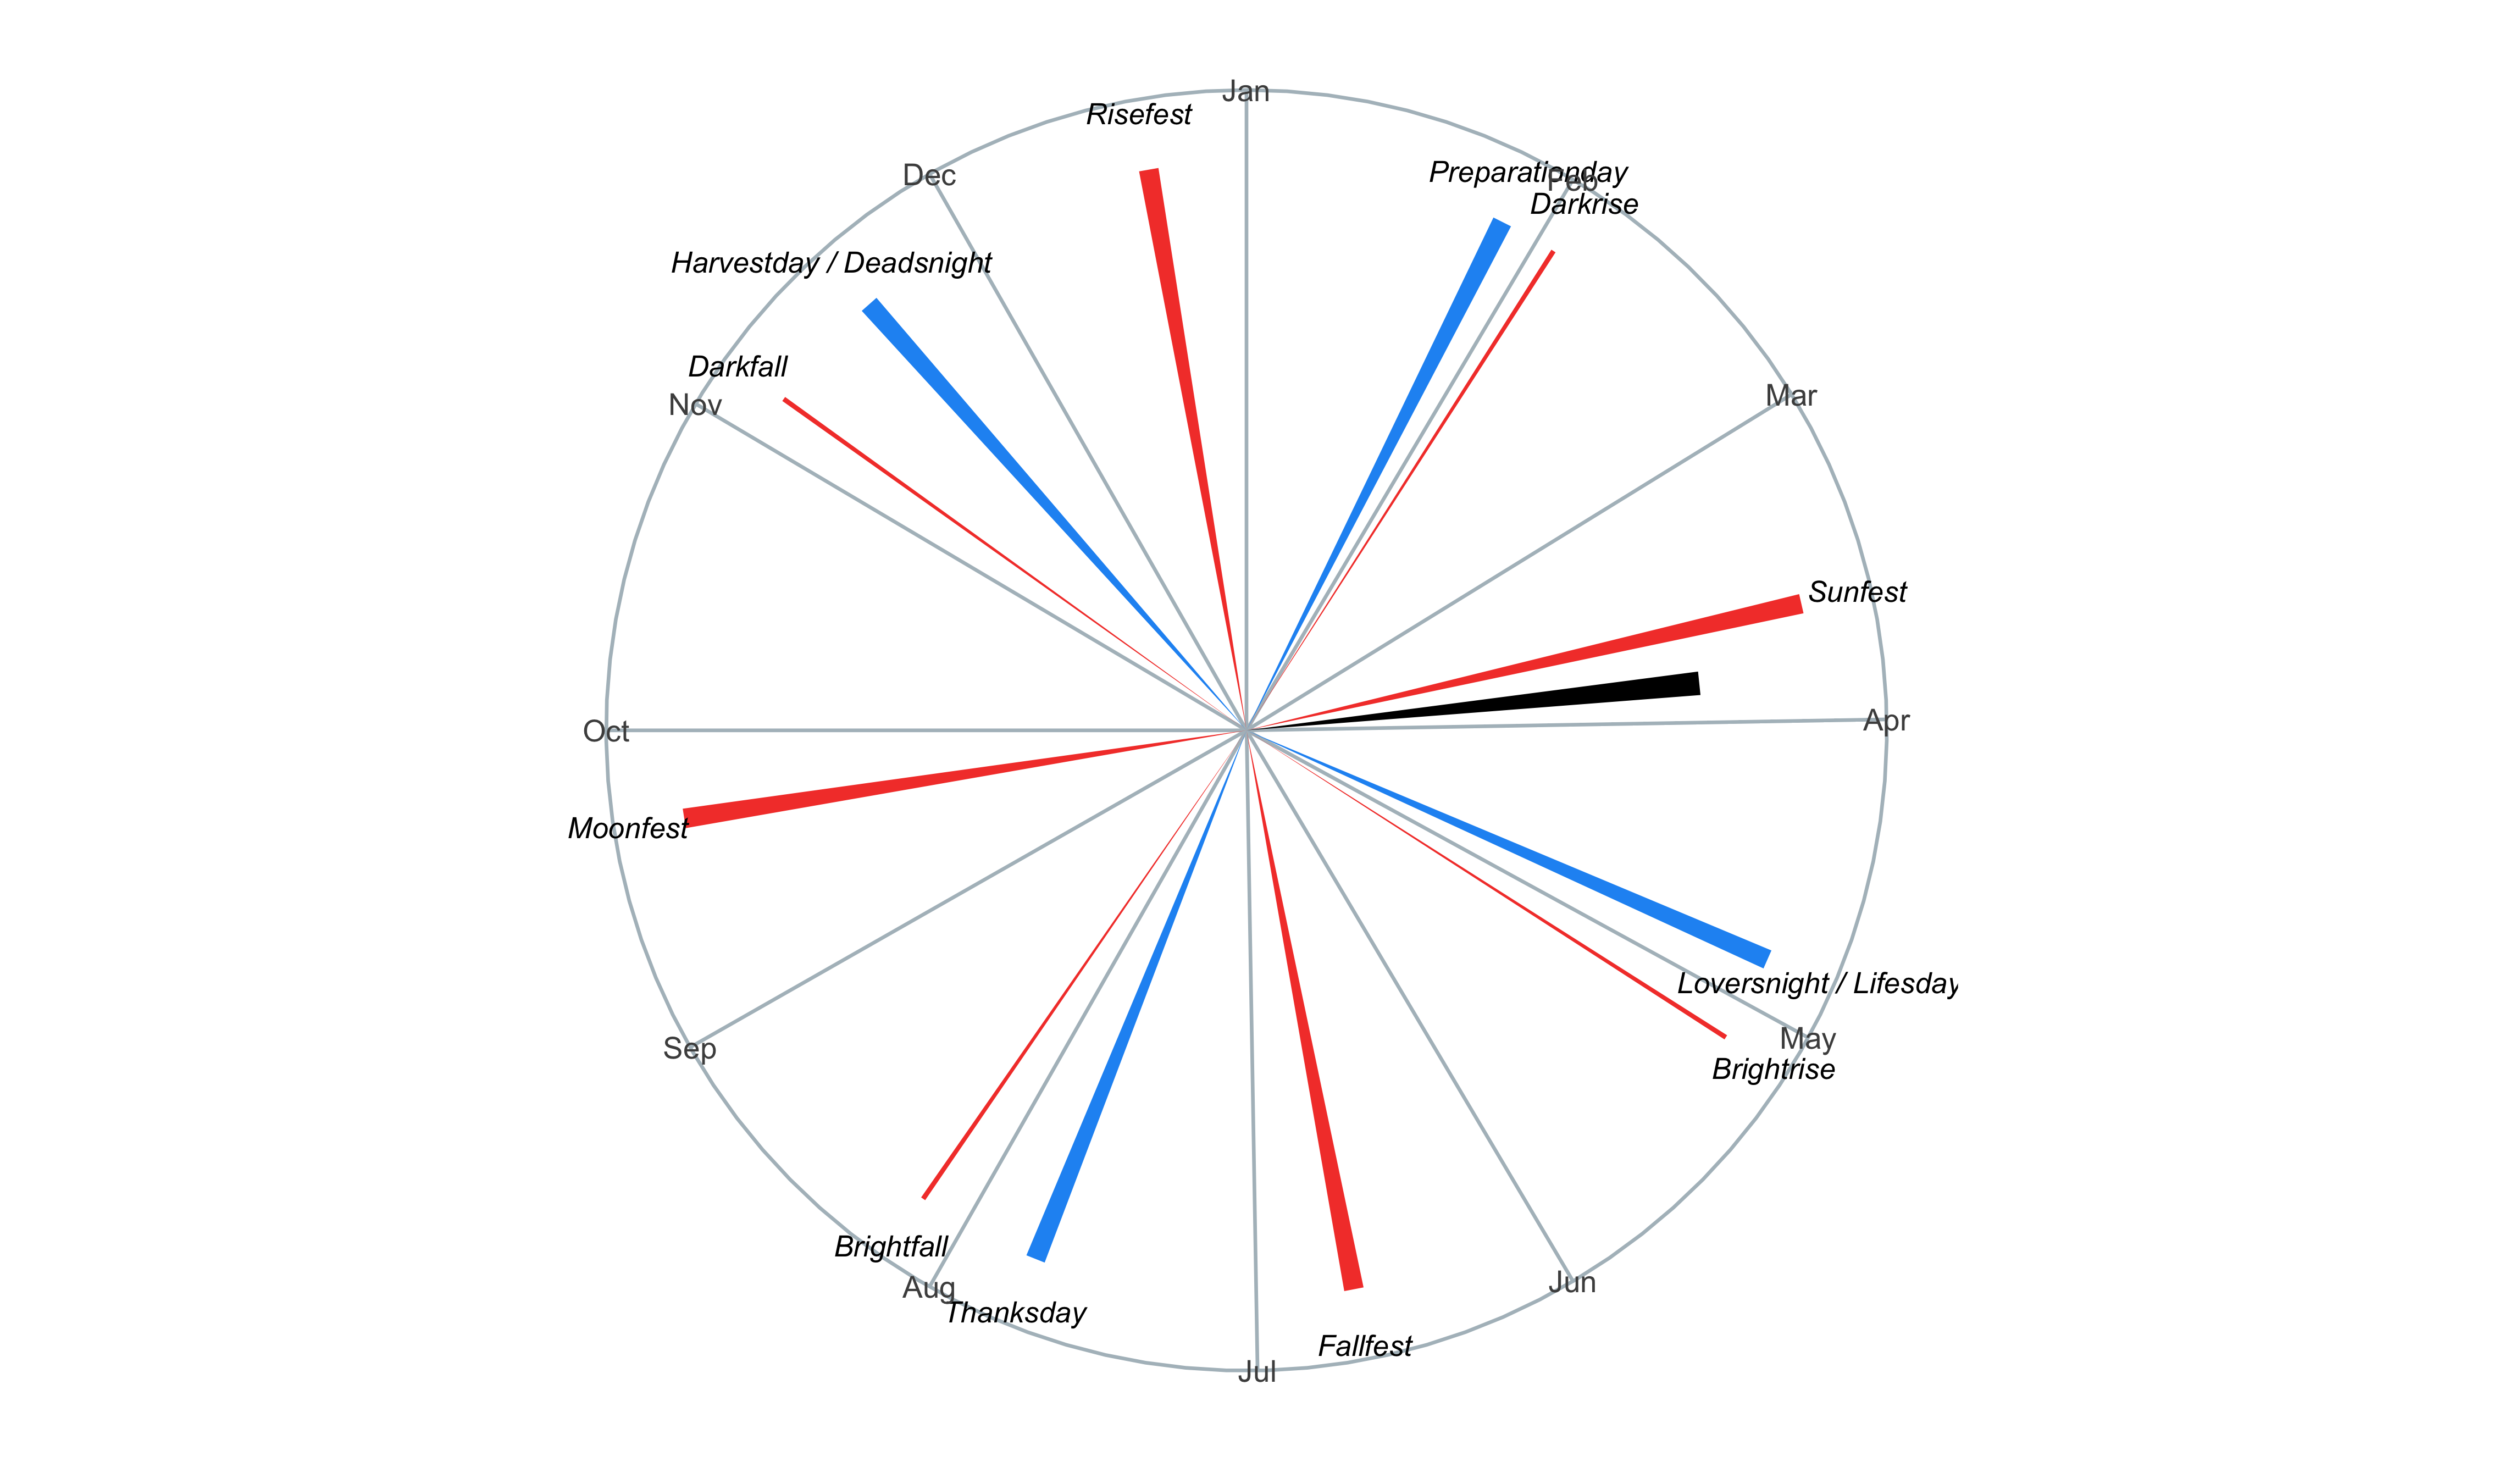 Jan
Risefest
Preparationday
Feb
Dec
Darkrise
Harvestday / Deadsnight
Darkfall
Mar
Nov
Sunfest
Apr
Oct
Moonfest
Loversnight / Lifesday
May
Sep
Brightrise
Brightfall
Jun
Aug
Thanksday
Fallfest
Jul